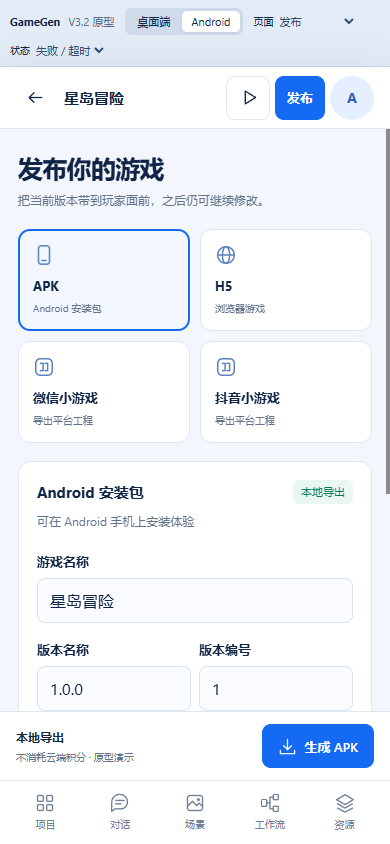 GameGen V3.2 原型 桌面端 Android 页面 发布
状态 失败 / 超时
星岛冒险 发布 A
发布你的游戏
把当前版本带到玩家面前，之后仍可继续修改。
APK H5
Android 安装包 浏览器游戏
微信小游戏 抖音小游戏
导出平台工程 导出平台工程
Android 安装包 本地导出
可在 Android 手机上安装体验
游戏名称
星岛冒险
版本名称 版本编号
1.0.0 1
本地导出
不消耗云端积分 · 原型演示
生成 APK
项目 对话 场景 工作流 资源